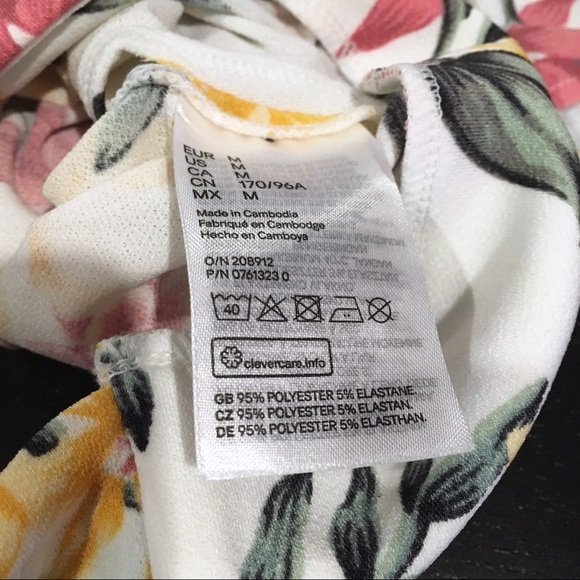 EUR M
US M
CA M
CN 170/96A
MX M
Made in Cambodia
Fabriqué en Cambodge
Hecho en Camboya
O/N 208912
P/N 0761323 0
40
clevercare.info
GB 95% POLYESTER 5% ELASTANE.
CZ 95% POLYESTER 5% ELASTAN.
DE 95% POLYESTER 5% ELASTHAN.